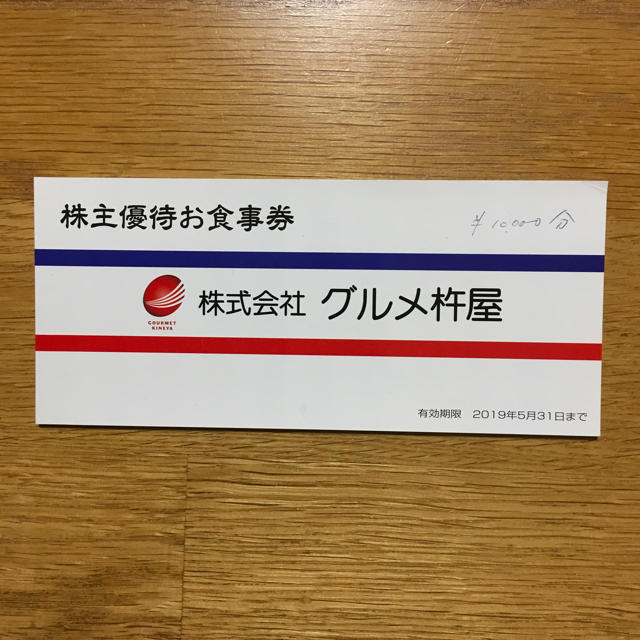 株主優待お食事券
¥10,000分
株式会社 グルメ杵屋
GOURMET
KINEYA
有効期限 2019年5月31日まで